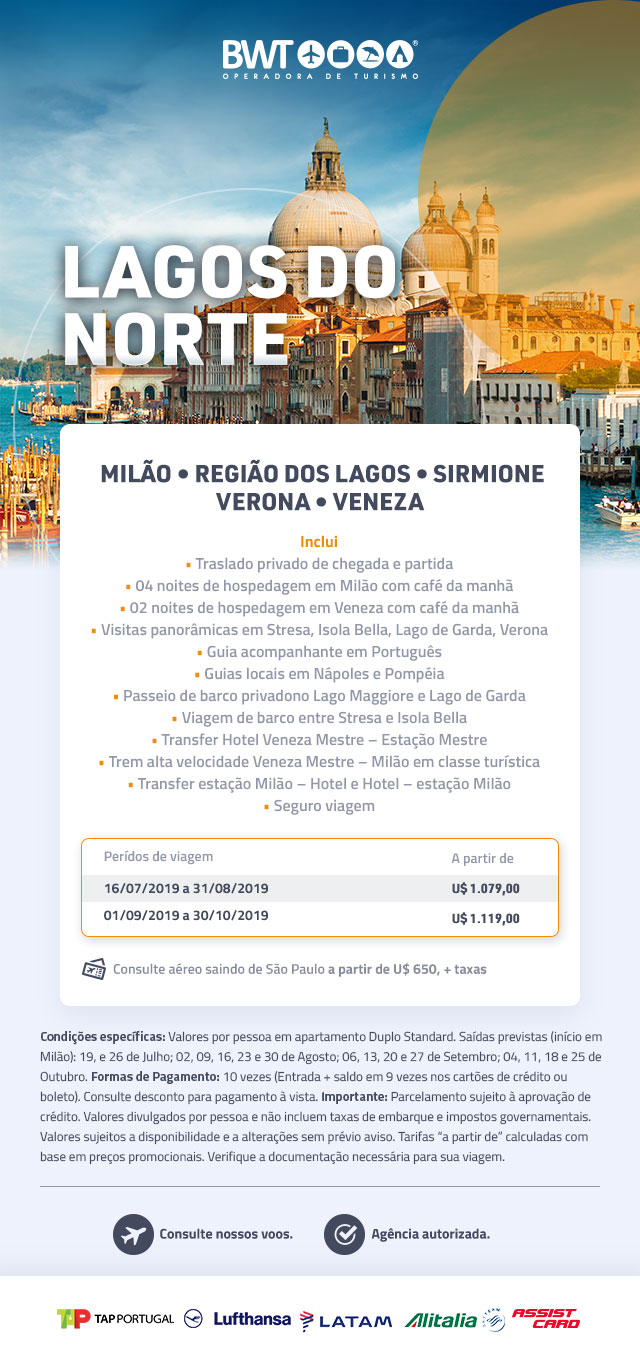 BWT
OPERADORA DE TURISMO
LAGOS DO
NORTE
MILÃO • REGIÃO DOS LAGOS • SIRMIONE
VERONA • VENEZA
Inclui
▪ Traslado privado de chegada e partida
▪ 04 noites de hospedagem em Milão com café da manhã
▪ 02 noites de hospedagem em Veneza com café da manhã
▪ Visitas panorâmicas em Stresa, Isola Bella, Lago de Garda, Verona
▪ Guia acompanhante em Português
▪ Guias locais em Nápoles e Pompéia
▪ Passeio de barco privadono Lago Maggiore e Lago de Garda
▪ Viagem de barco entre Stresa e Isola Bella
▪ Transfer Hotel Veneza Mestre – Estação Mestre
▪ Trem alta velocidade Veneza Mestre – Milão em classe turística
▪ Transfer estação Milão – Hotel e Hotel – estação Milão
▪ Seguro viagem
Perídos de viagem A partir de
16/07/2019 a 31/08/2019 U$ 1.079,00
01/09/2019 a 30/10/2019 U$ 1.119,00
Consulte aéreo saindo de São Paulo a partir de U$ 650, + taxas
Condições específicas: Valores por pessoa em apartamento Duplo Standard. Saídas previstas (início em
Milão): 19, e 26 de Julho; 02, 09, 16, 23 e 30 de Agosto; 06, 13, 20 e 27 de Setembro; 04, 11, 18 e 25 de
Outubro. Formas de Pagamento: 10 vezes (Entrada + saldo em 9 vezes nos cartões de crédito ou
boleto). Consulte desconto para pagamento à vista. Importante: Parcelamento sujeito à aprovação de
crédito. Valores divulgados por pessoa e não incluem taxas de embarque e impostos governamentais.
Valores sujeitos a disponibilidade e a alterações sem prévio aviso. Tarifas “a partir de” calculadas com
base em preços promocionais. Verifique a documentação necessária para sua viagem.
Consulte nossos voos. Agência autorizada.
TAP TAP PORTUGAL Lufthansa LATAM Alitalia ASSIST
CARD